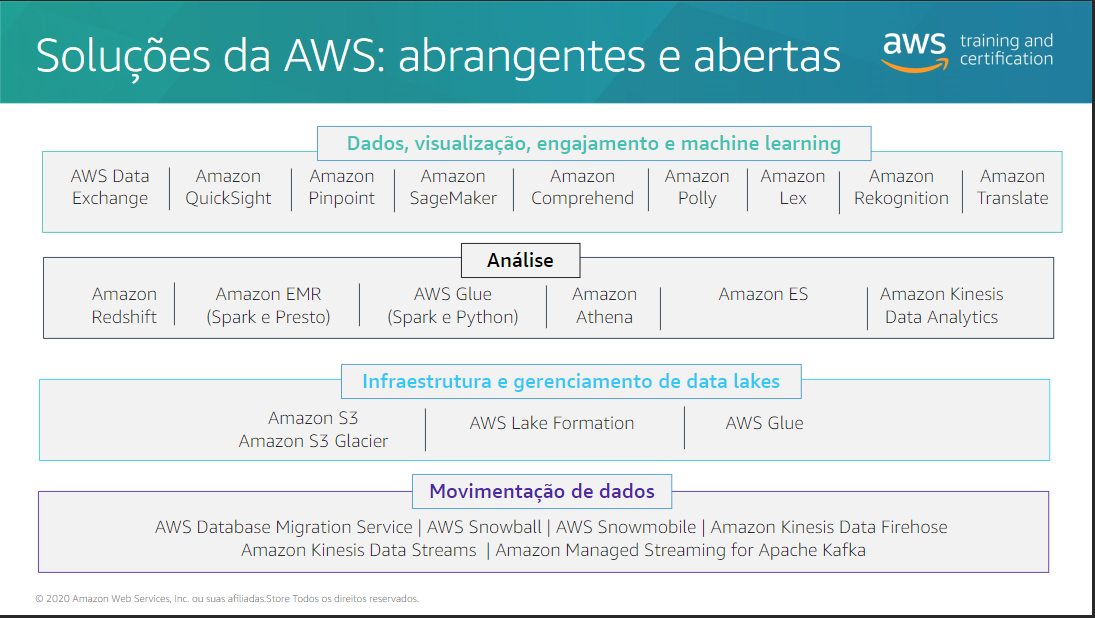 Soluções da AWS: abrangentes e abertas
aws training and
certification
Dados, visualização, engajamento e machine learning
AWS Data | Amazon | Amazon | Amazon | Amazon | Amazon | Amazon | Amazon | Amazon
Exchange | QuickSight | Pinpoint | SageMaker | Comprehend | Polly | Lex | Rekognition | Translate
Análise
Amazon | Amazon EMR | AWS Glue | Amazon | Amazon ES | Amazon Kinesis
Redshift | (Spark e Presto) | (Spark e Python) | Athena | Data Analytics
Infraestrutura e gerenciamento de data lakes
Amazon S3 | AWS Lake Formation | AWS Glue
Amazon S3 Glacier
Movimentação de dados
AWS Database Migration Service | AWS Snowball | AWS Snowmobile | Amazon Kinesis Data Firehose
Amazon Kinesis Data Streams | Amazon Managed Streaming for Apache Kafka
© 2020 Amazon Web Services, Inc. ou suas afiliadas.Store Todos os direitos reservados.